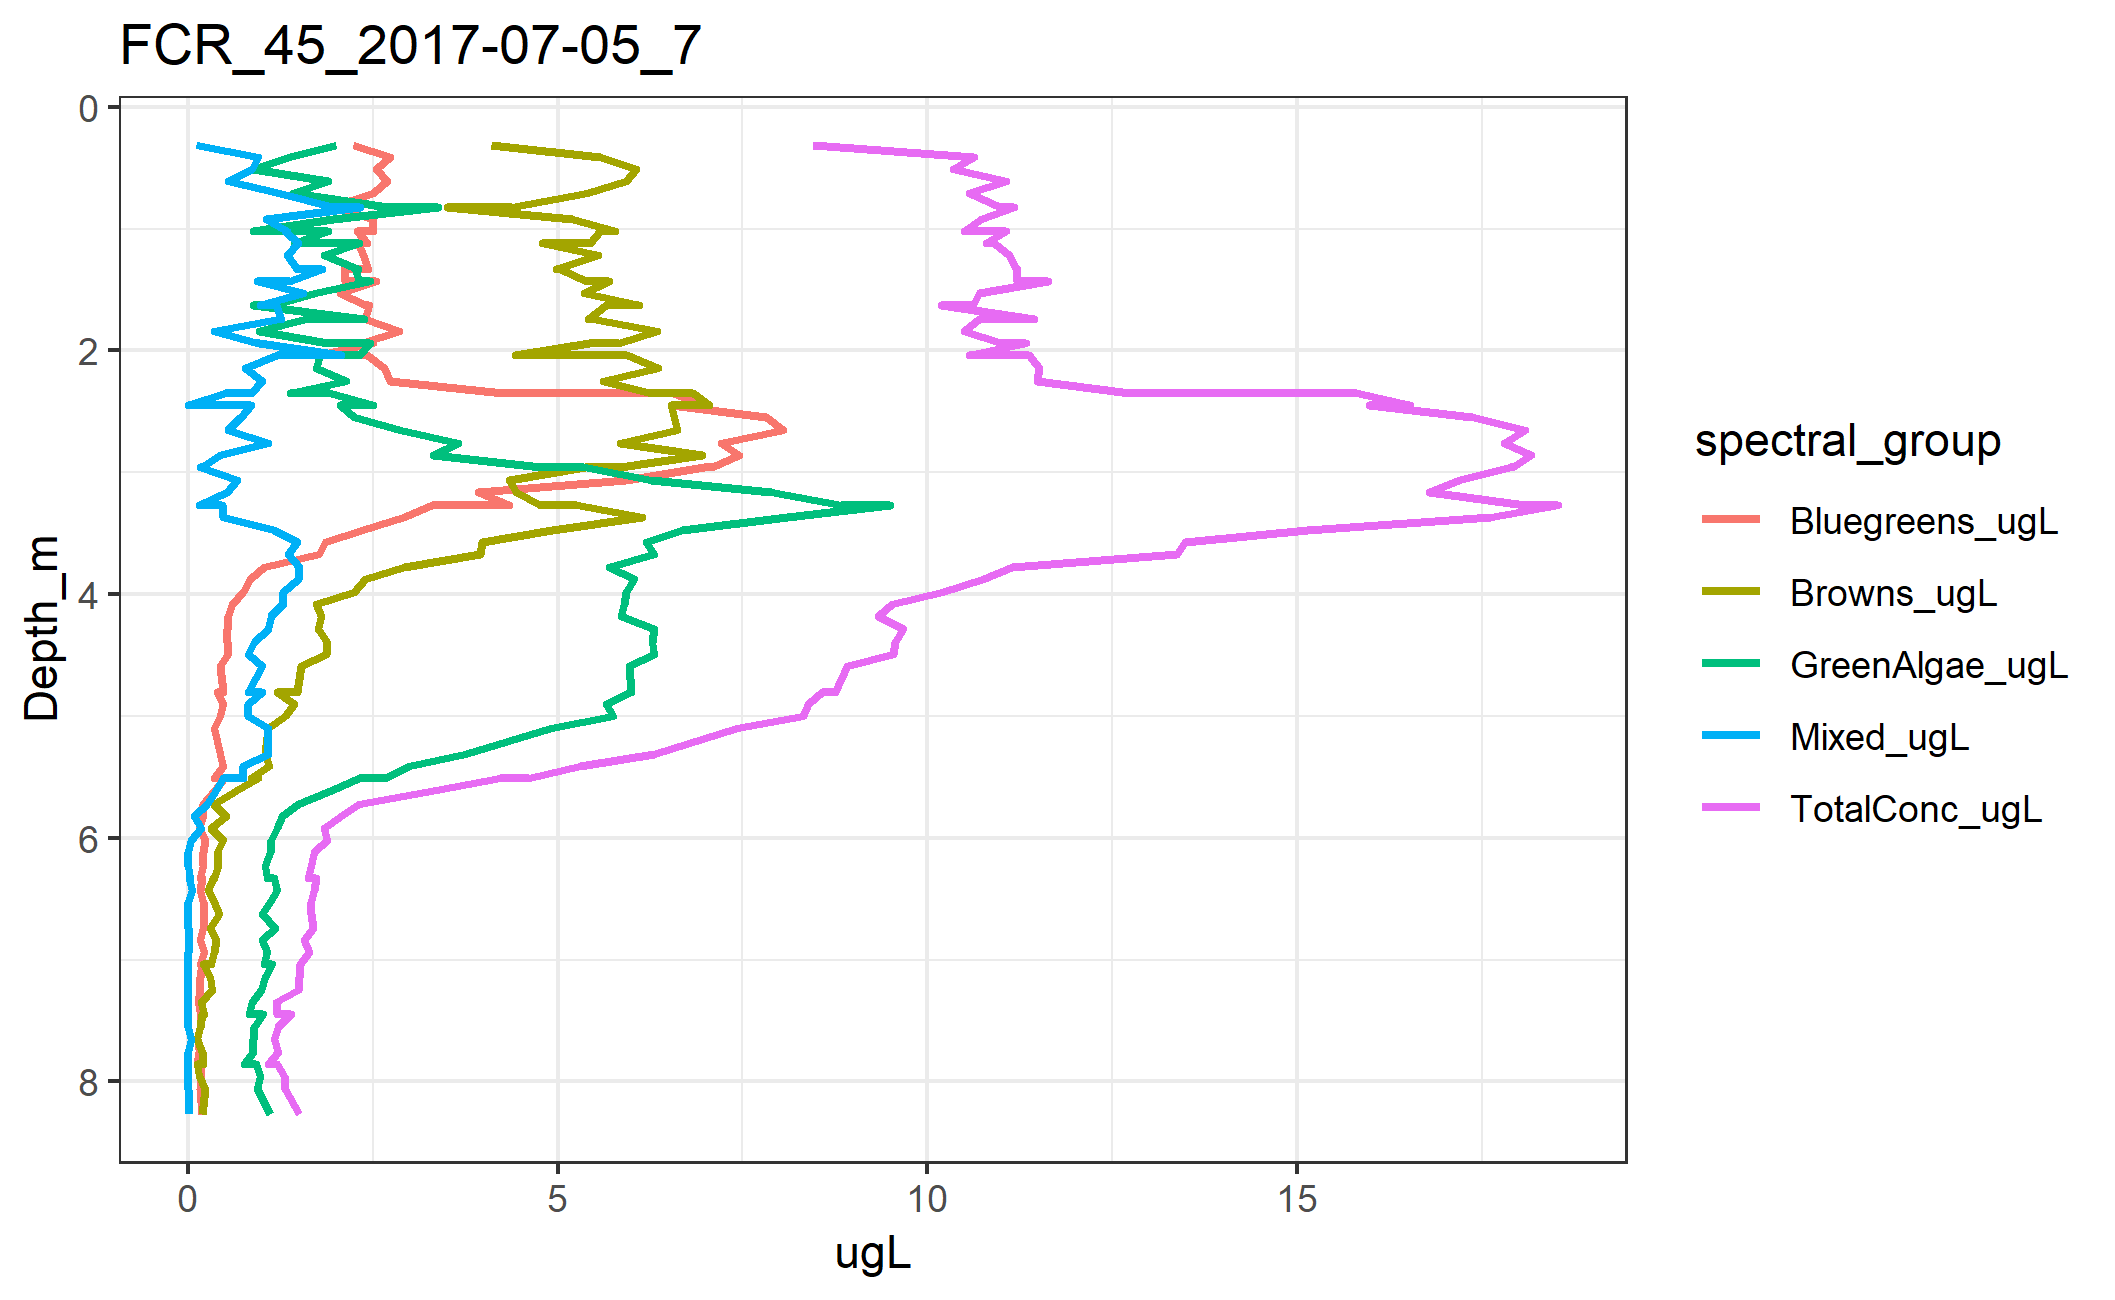 FCR_45_2017-07-05_7
0
2
4
6
8
Depth_m
0 5 10 15
ugL
spectral_group
Bluegreens_ugL
Browns_ugL
GreenAlgae_ugL
Mixed_ugL
TotalConc_ugL